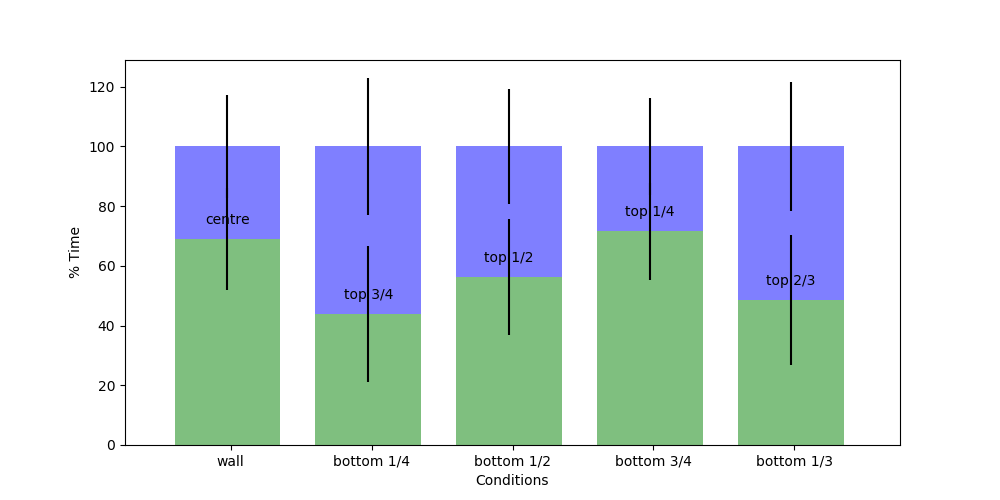 120
100
80
60
40
20
0
% Time
centre
top 3/4
top 1/2
top 1/4
top 2/3
wall
bottom 1/4
bottom 1/2
bottom 3/4
bottom 1/3
Conditions